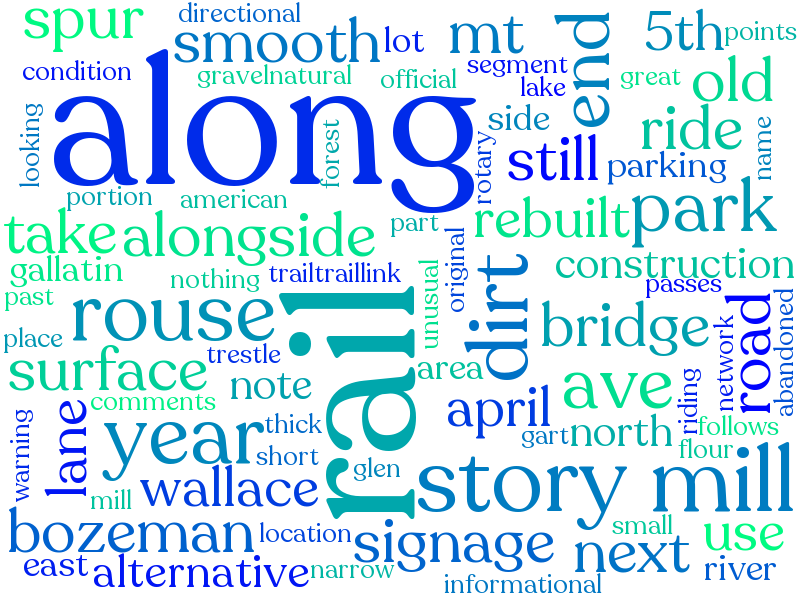 spur
directional
smooth
lot
mt
end
5th
points
condition
gravelnatural
official
segment
lake
great
old
along
looking
forest
rotary
side
still
ride
parking
name
portion
american
part
rebuilt
park
take
alongside
gallatin
nothing
trailtraillink
unusual
original
dirt
construction
passes
past
place
rouse
rail
bridge
road
network
abandoned
trestle
surface
note
area
ave
riding
comments
warning
lane
year
thick
short
april
gart
north
follows
flour
glen
mill
wallace
story mill
bozeman
location
signage
next
small
use
east
alternative
narrow
informational
river